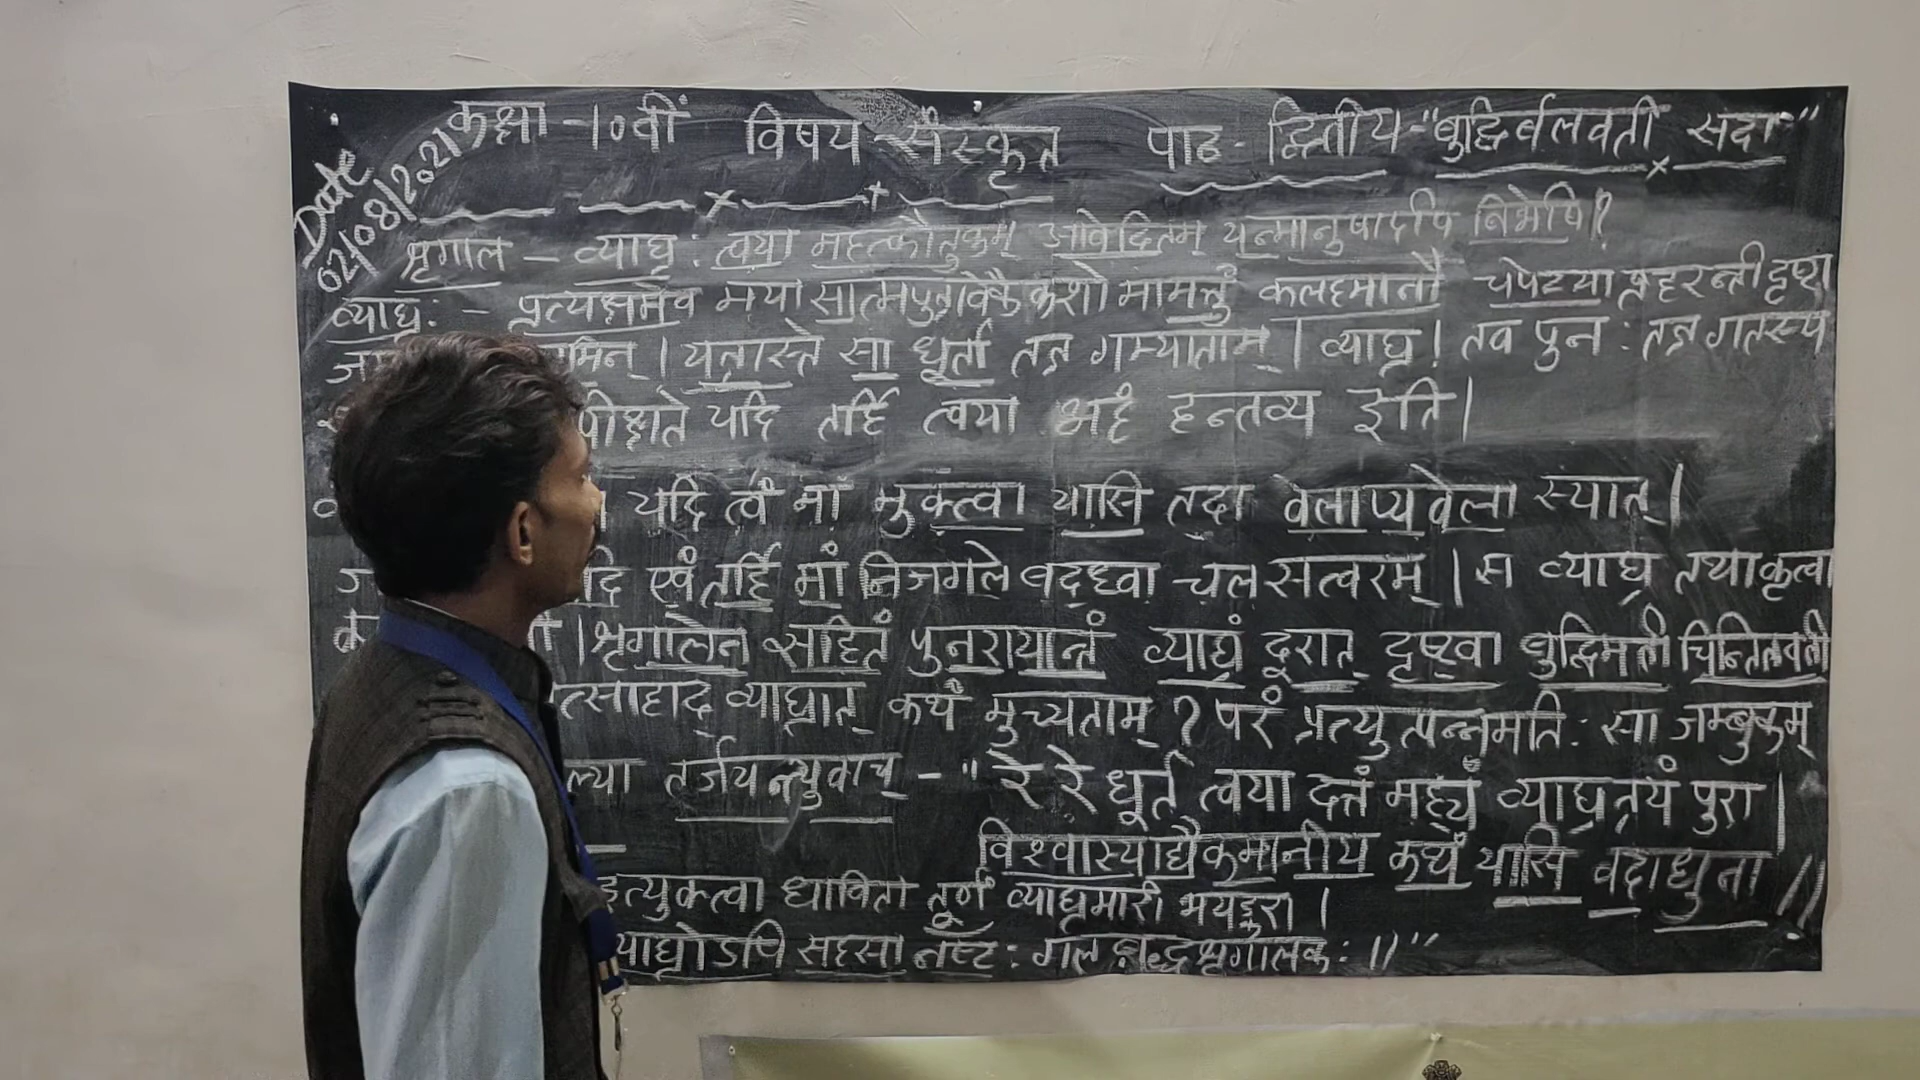 Date 02/08/2021
कक्षा -10वीं विषय-संस्कृत पाठ- द्वितीय-"बुद्धिर्बलवती सदा"
शृगाल - व्याघ्र: त्वया महत्कौतुकम् आवेदितम् यन्मानुषादपि बिभेषि?
व्याघ्र: - प्रत्यक्षमेव मया सात्मपुत्रावेकैकशो मामत्तुं कलहमानौ चपेटया प्रहरन्ती दृष्टा
मिन् । यत्रास्ते सा धूर्ता तत्र गम्याताम् । व्याघ्र! तव पुन: तत्र गतस्य
पीक्षते यदि तर्हि त्वया अहं हन्तव्य इति ।
यदि त्वं मां मुक्त्वा यासि तदा वेलाप्यवेला स्यात् ।
दि एवं तर्हि मां निजगले बद्ध्वा चल सत्वरम् । स व्याघ्र तथाकृत्वा
। शृगालेन सहितं पुनरायान्तं व्याघ्रं दूरात् दृष्ट्वा बुद्धिमती चिन्तितवती
त्साहाद् व्याघ्रात् कथं मुच्यताम् ? परं प्रत्युत्पन्नमति: सा जम्बुकम्
ल्या तर्जयन्त्युवाच - "रे रे धूर्त त्वया दत्तं मह्यं व्याघ्रत्रयं पुरा ।
विश्वास्याद्यैकमानीय कथं यासि वदाधुना ॥
इत्युक्त्वा धाविता तूर्णं व्याघ्रमारी भयङ्करा ।
याघ्रोऽपि सहसा नष्ट: गलबद्धशृगालक: ॥"